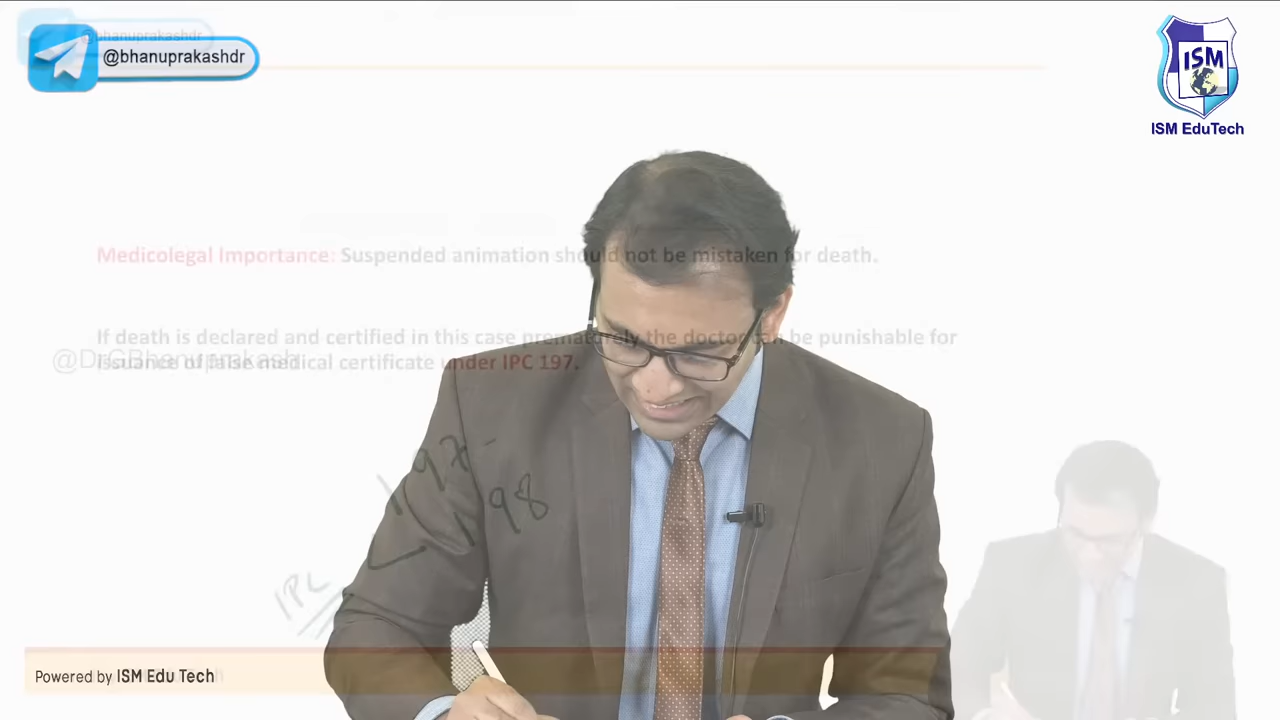 @bhanuprakashdr
@bhanuprakashdr
ISM
ISM EduTech
Medicolegal Importance: Suspended animation should not be mistaken for death.
If death is declared and certified in this case prematurely the doctor can be punishable for
@DrGBhanuprakash
issuance of false medical certificate under IPC 197.
197-
198
IPC
Powered by ISM Edu Tech